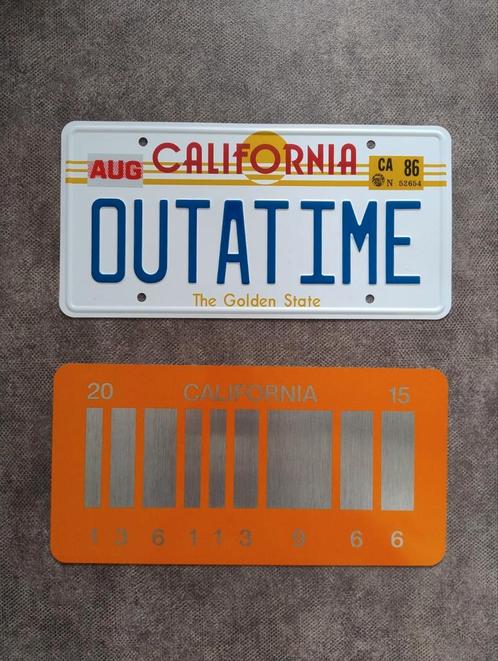 AUG CALIFORNIA CA 86
N 52654
OUTATIME
The Golden State
20 CALIFORNIA 15
1 3 6 1 1 3 9 6 6